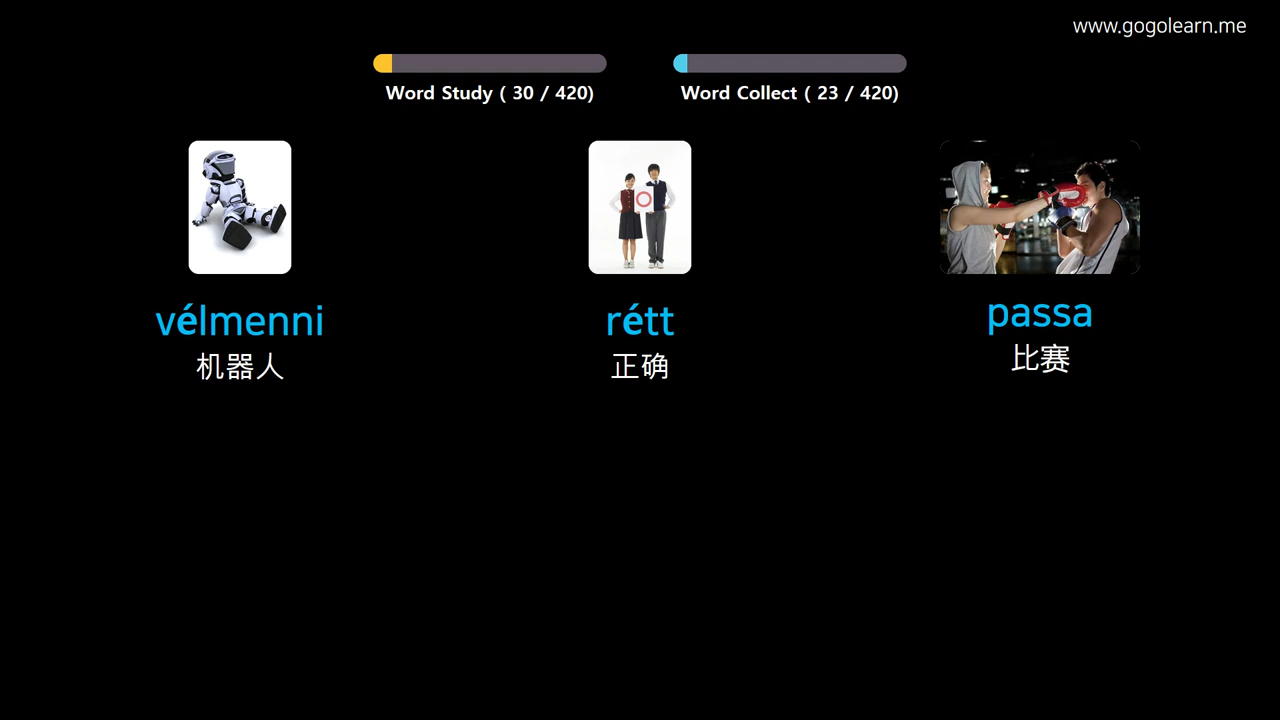 www.gogolearn.me
Word Study ( 30 / 420)
Word Collect ( 23 / 420)
vélmenni
机器人
rétt
正确
passa
比赛